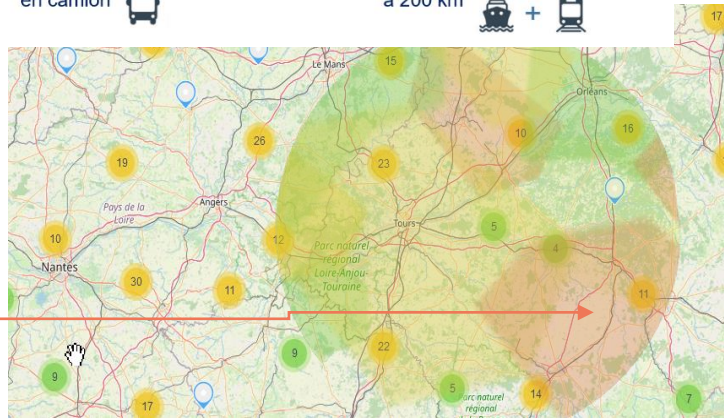 en camion
à 200 km
+
17
15
Le Mans
Orléans
26
10
16
19
23
Pays de la
Loire
Angers
Tours
5
10
12
Parc naturel
régional
Loire-Anjou-
Touraine
4
Nantes
30
11
11
22
9
9
5
Parc naturel
régional
14
17
7